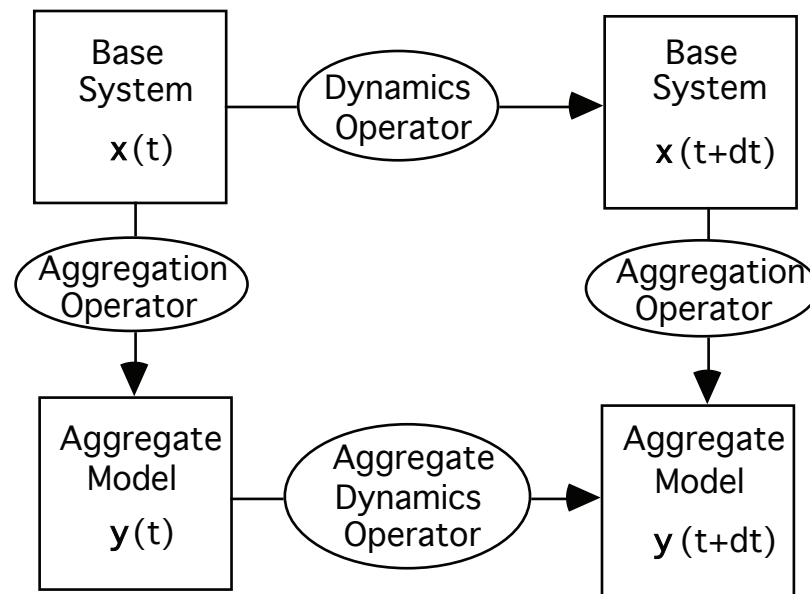 Base
System
x(t)
Dynamics
Operator
Base
System
x(t+dt)
Aggregation
Operator
Aggregation
Operator
Aggregate
Model
y(t)
Aggregate
Dynamics
Operator
Aggregate
Model
y(t+dt)